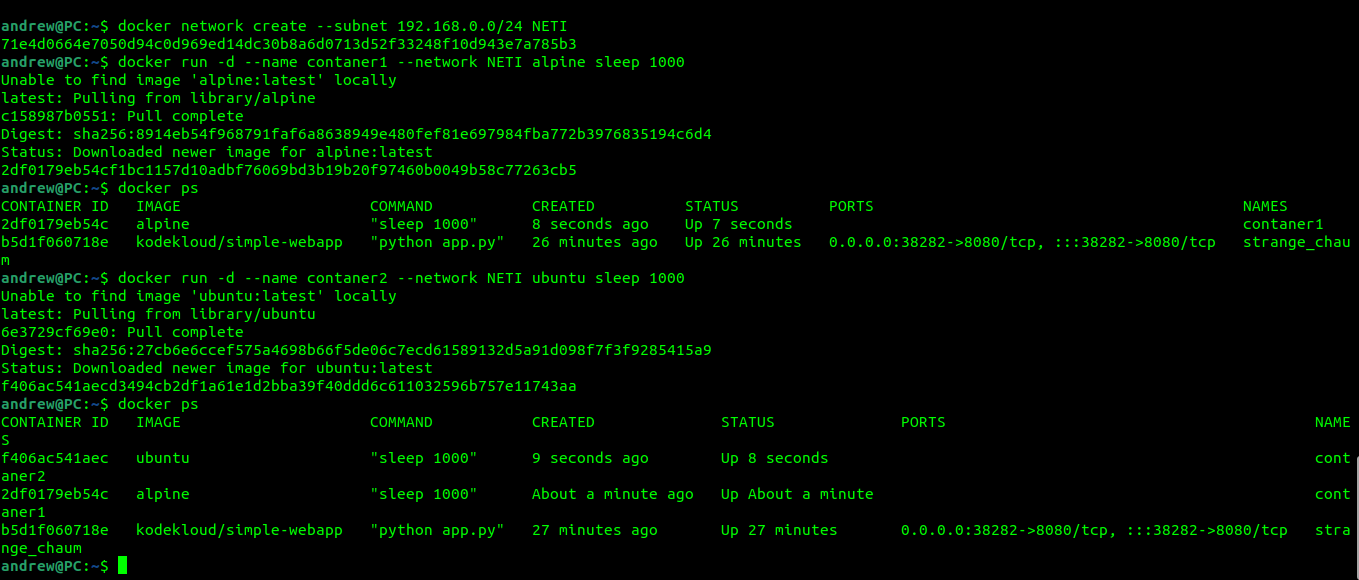 andrew@PC:~$ docker network create --subnet 192.168.0.0/24 NETI
71e4d0664e7050d94c0d969ed14dc30b8a6d0713d52f33248f10d943e7a785b3
andrew@PC:~$ docker run -d --name contaner1 --network NETI alpine sleep 1000
Unable to find image 'alpine:latest' locally
latest: Pulling from library/alpine
c158987b0551: Pull complete
Digest: sha256:8914eb54f968791faf6a8638949e480fef81e697984fba772b3976835194c6d4
Status: Downloaded newer image for alpine:latest
2df0179eb54cf1bc1157d10adbf76069bd3b19b20f97460b0049b58c77263cb5
andrew@PC:~$ docker ps
CONTAINER ID   IMAGE                    COMMAND           CREATED          STATUS          PORTS                                         NAMES
2df0179eb54c   alpine                   "sleep 1000"      8 seconds ago    Up 7 seconds                                                  contaner1
b5d1f060718e   kodekloud/simple-webapp  "python app.py"   26 minutes ago   Up 26 minutes   0.0.0.0:38282->8080/tcp, :::38282->8080/tcp   strange_chau
m
andrew@PC:~$ docker run -d --name contaner2 --network NETI ubuntu sleep 1000
Unable to find image 'ubuntu:latest' locally
latest: Pulling from library/ubuntu
6e3729cf69e0: Pull complete
Digest: sha256:27cb6e6ccef575a4698b66f5de06c7ecd61589132d5a91d098f7f3f9285415a9
Status: Downloaded newer image for ubuntu:latest
f406ac541aecd3494cb2df1a61e1d2bba39f40ddd6c611032596b757e11743aa
andrew@PC:~$ docker ps
CONTAINER ID   IMAGE                     COMMAND           CREATED              STATUS              PORTS                                         NAME
S
f406ac541aec   ubuntu                    "sleep 1000"      9 seconds ago        Up 8 seconds                                                      cont
aner2
2df0179eb54c   alpine                    "sleep 1000"      About a minute ago   Up About a minute                                                 cont
aner1
b5d1f060718e   kodekloud/simple-webapp   "python app.py"   27 minutes ago       Up 27 minutes       0.0.0.0:38282->8080/tcp, :::38282->8080/tcp   stra
nge_chaum
andrew@PC:~$